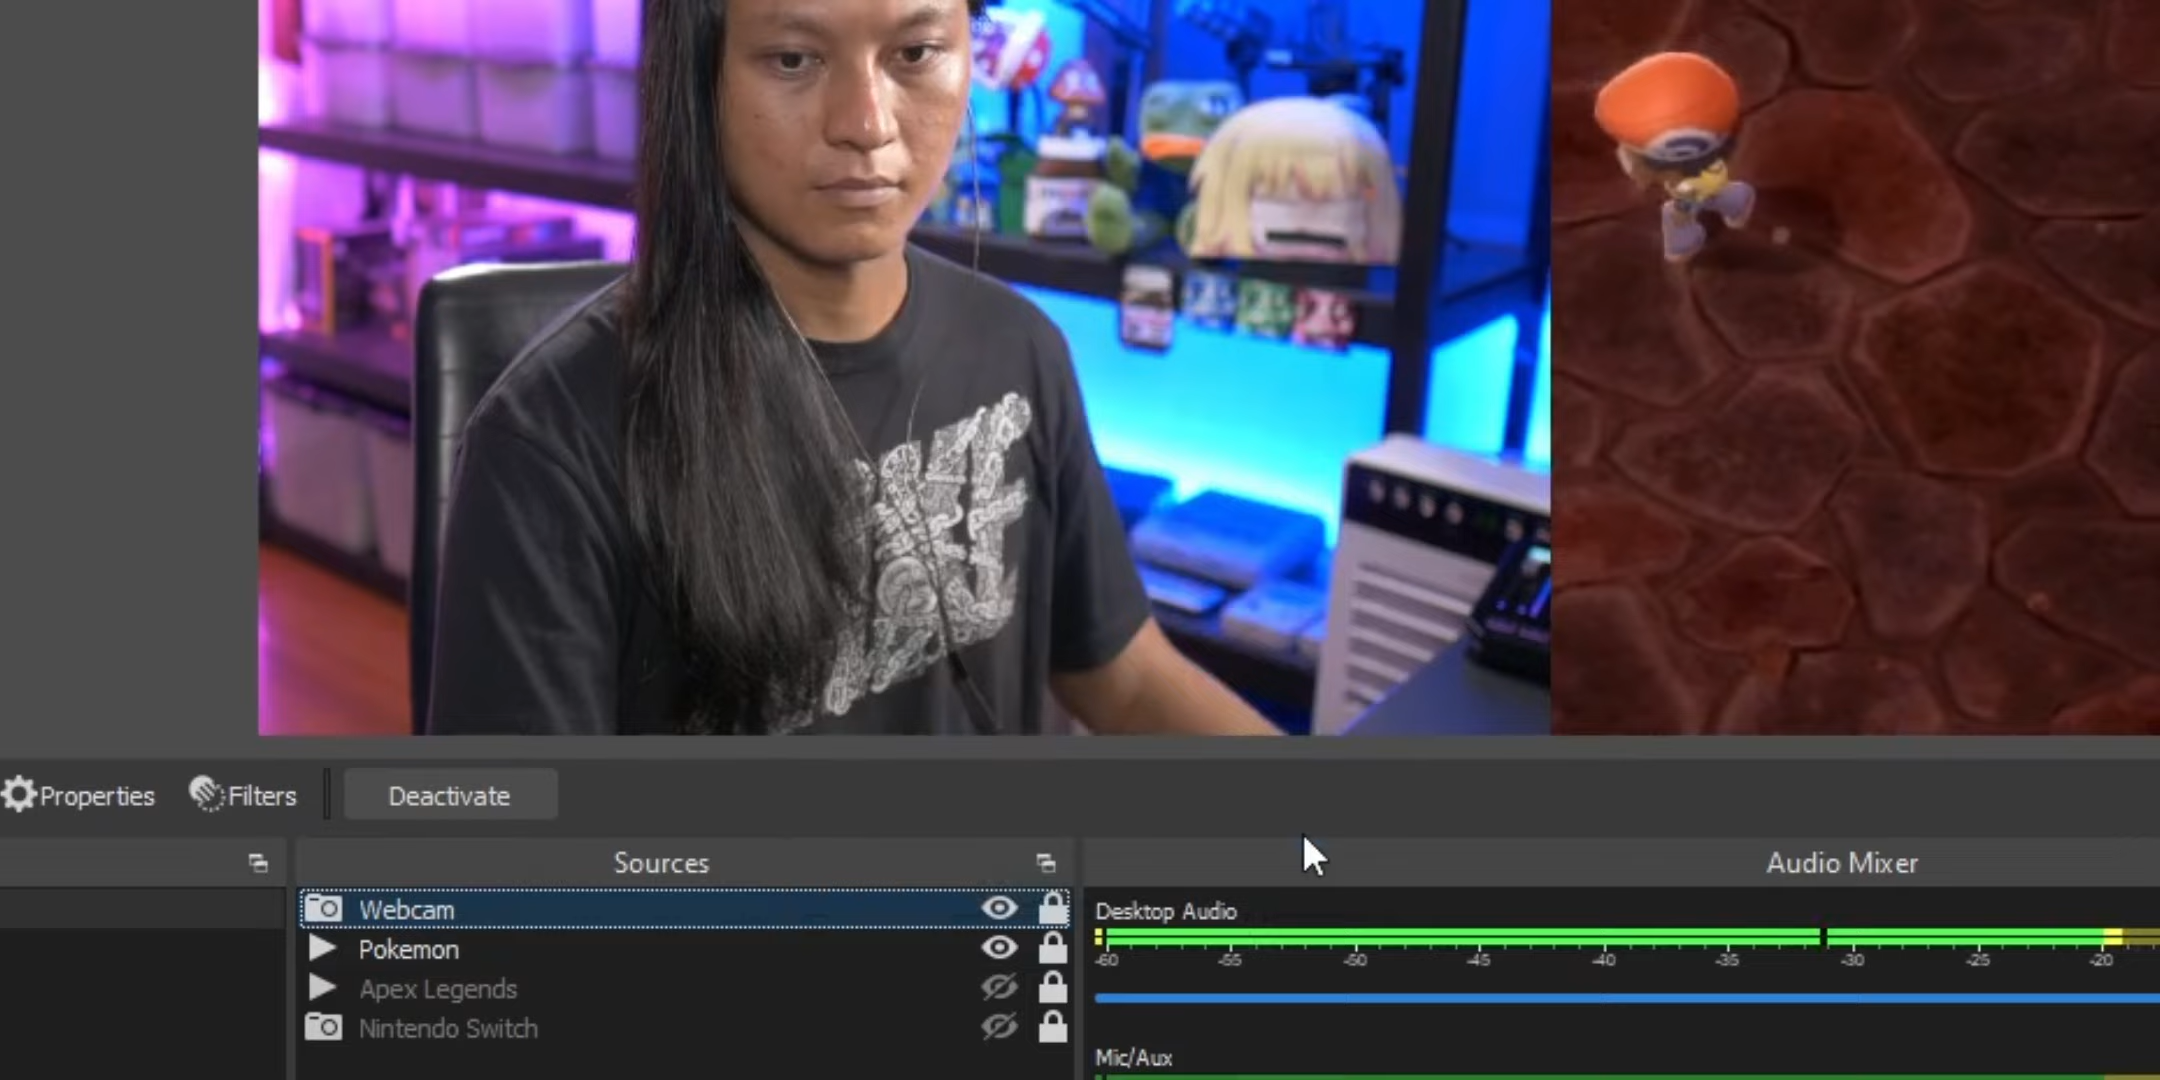 Properties
Filters
Deactivate
Sources
Audio Mixer
Webcam
Desktop Audio
Pokemon
-60 -55 -50 -45 -40 -35 -30 -25 -20
Apex Legends
Nintendo Switch
Mic/Aux